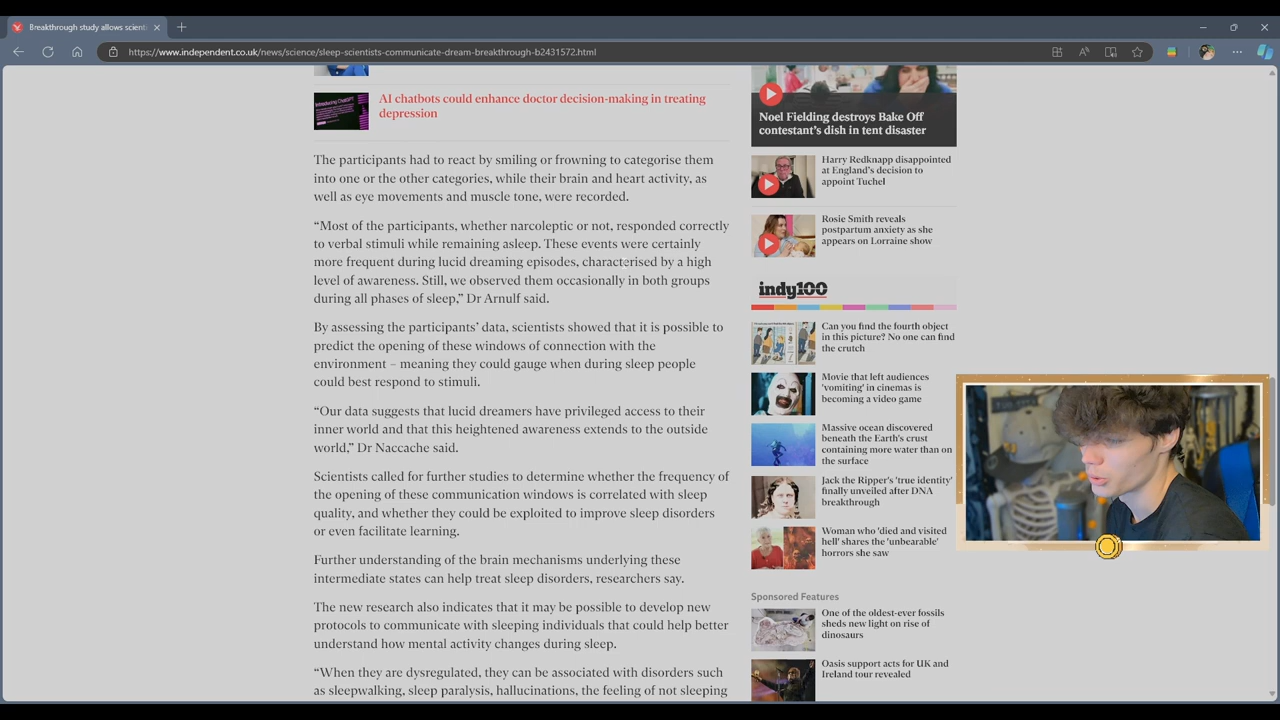 Breakthrough study allows scienti
https://www.independent.co.uk/news/science/sleep-scientists-communicate-dream-breakthrough-b2431572.html
AI chatbots could enhance doctor decision-making in treating
depression
The participants had to react by smiling or frowning to categorise them
into one or the other categories, while their brain and heart activity, as
well as eye movements and muscle tone, were recorded.
“Most of the participants, whether narcoleptic or not, responded correctly
to verbal stimuli while remaining asleep. These events were certainly
more frequent during lucid dreaming episodes, characterised by a high
level of awareness. Still, we observed them occasionally in both groups
during all phases of sleep,” Dr Arnulf said.
By assessing the participants’ data, scientists showed that it is possible to
predict the opening of these windows of connection with the
environment – meaning they could gauge when during sleep people
could best respond to stimuli.
“Our data suggests that lucid dreamers have privileged access to their
inner world and that this heightened awareness extends to the outside
world,” Dr Naccache said.
Scientists called for further studies to determine whether the frequency of
the opening of these communication windows is correlated with sleep
quality, and whether they could be exploited to improve sleep disorders
or even facilitate learning.
Further understanding of the brain mechanisms underlying these
intermediate states can help treat sleep disorders, researchers say.
The new research also indicates that it may be possible to develop new
protocols to communicate with sleeping individuals that could help better
understand how mental activity changes during sleep.
“When they are dysregulated, they can be associated with disorders such
as sleepwalking, sleep paralysis, hallucinations, the feeling of not sleeping
Noel Fielding destroys Bake Off
contestant’s dish in tent disaster
Harry Redknapp disappointed
at England’s decision to
appoint Tuchel
Rosie Smith reveals
postpartum anxiety as she
appears on Lorraine show
indy100
Can you find the fourth object
in this picture? No one can find
the crutch
Movie that left audiences
'vomiting' in cinemas is
becoming a video game
Massive ocean discovered
beneath the Earth's crust
containing more water than on
the surface
Jack the Ripper's 'true identity'
finally unveiled after DNA
breakthrough
Woman who 'died and visited
hell' shares the 'unbearable'
horrors she saw
Sponsored Features
One of the oldest-ever fossils
sheds new light on rise of
dinosaurs
Oasis support acts for UK and
Ireland tour revealed